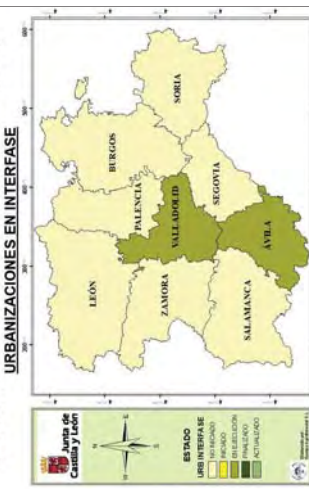 URBANIZACIONES EN INTERFASE
LEÓN
PALENCIA
BURGOS
SORIA
ZAMORA
VALLADOLID
SEGOVIA
SALAMANCA
ÁVILA
Junta de
Castilla y León
N
W
E
S
ESTADO
URB INTERFASE
NO INICIADO
INICIADO
EN EJECUCIÓN
FINALIZADO
ACTUALIZADO